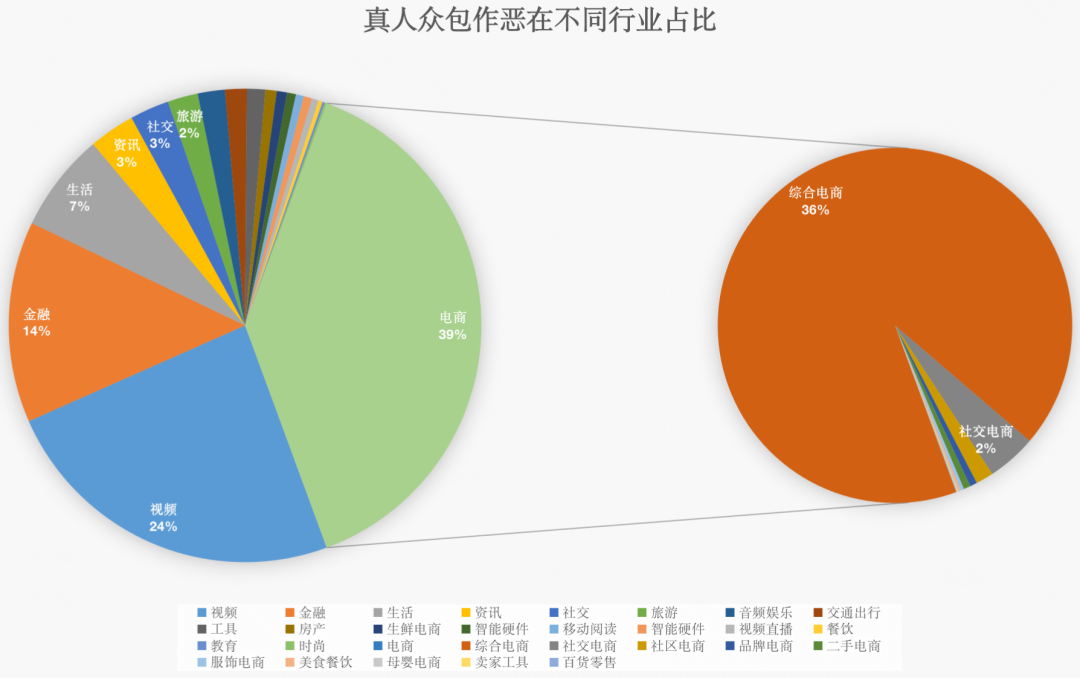 真人众包作恶在不同行业占比
旅游
2%
社交
3%
资讯
3%
生活
7%
金融
14%
视频
24%
电商
39%
综合电商
36%
社交电商
2%
视频 金融 生活 资讯 社交 旅游 音频娱乐 交通出行
工具 房产 生鲜电商 智能硬件 移动阅读 智能硬件 视频直播 餐饮
教育 时尚 电商 综合电商 社交电商 社区电商 品牌电商 二手电商
服饰电商 美食餐饮 母婴电商 卖家工具 百货零售